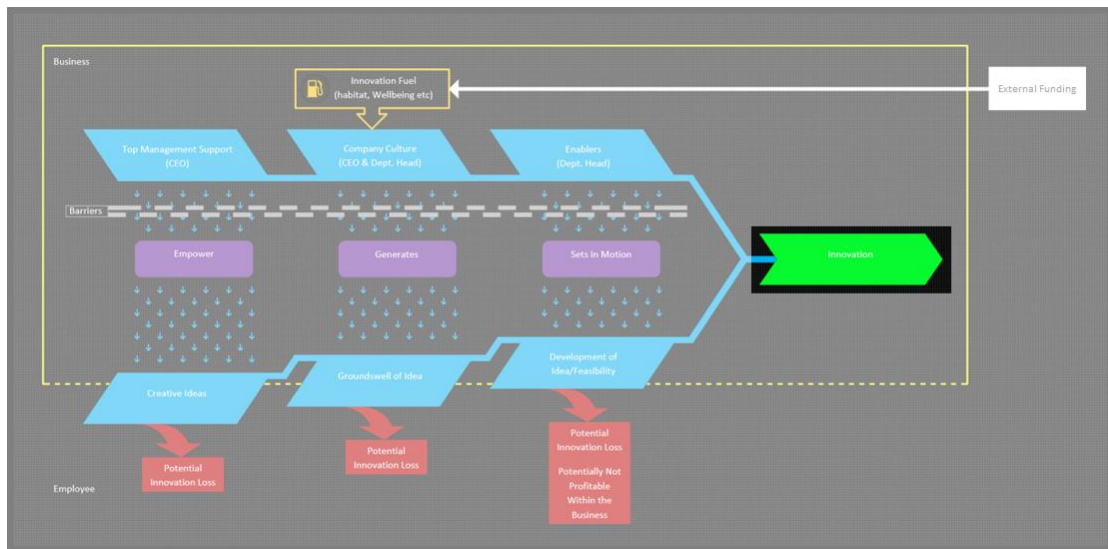 Business
Innovation Fuel
(habitat, Wellbeing etc)
External Funding
Top Management Support
(CEO)
Company Culture
(CEO & Dept. Head)
Enablers
(Dept. Head)
Barriers
Empower
Generates
Sets In Motion
Innovation
Creative Ideas
Groundswell of Idea
Development of
Idea/Feasibility
Potential
Innovation Loss
Potential
Innovation Loss
Potential
Innovation Loss
Potentially Not
Profitable
Within the
Business
Employee